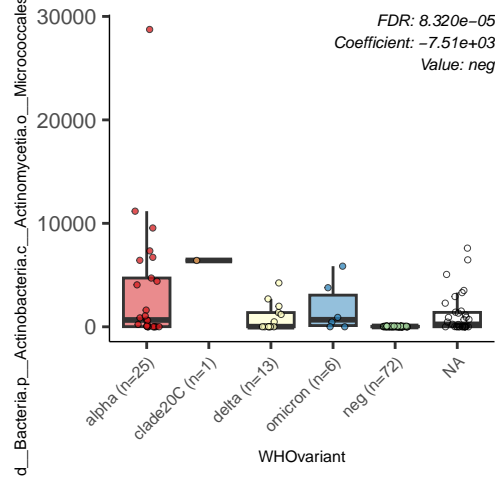 d__Bacteria.p__Actinobacteria.c__Actinomycetia.o__Micrococcales
30000
20000
10000
0
FDR: 8.320e−05
Coefficient: −7.51e+03
Value: neg
alpha (n=25)
clade20C (n=1)
delta (n=13)
omicron (n=6)
neg (n=72)
NA
WHOvariant